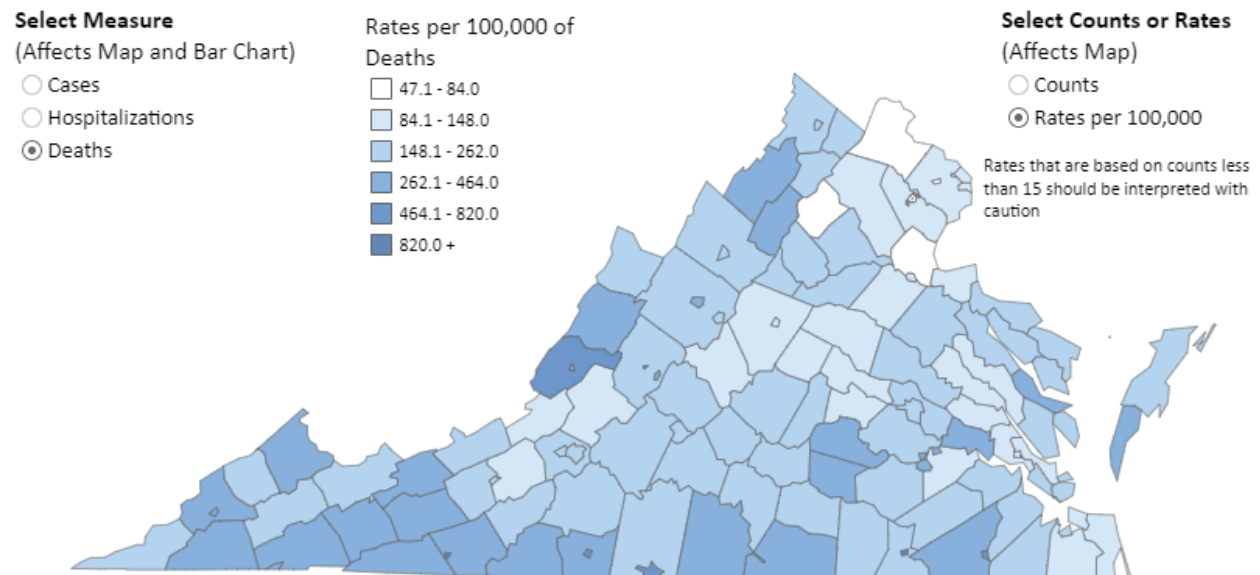 Select Measure
(Affects Map and Bar Chart)
Cases
Hospitalizations
Deaths
Rates per 100,000 of
Deaths
47.1 - 84.0
84.1 - 148.0
148.1 - 262.0
262.1 - 464.0
464.1 - 820.0
820.0 +
Select Counts or Rates
(Affects Map)
Counts
Rates per 100,000
Rates that are based on counts less
than 15 should be interpreted with
caution